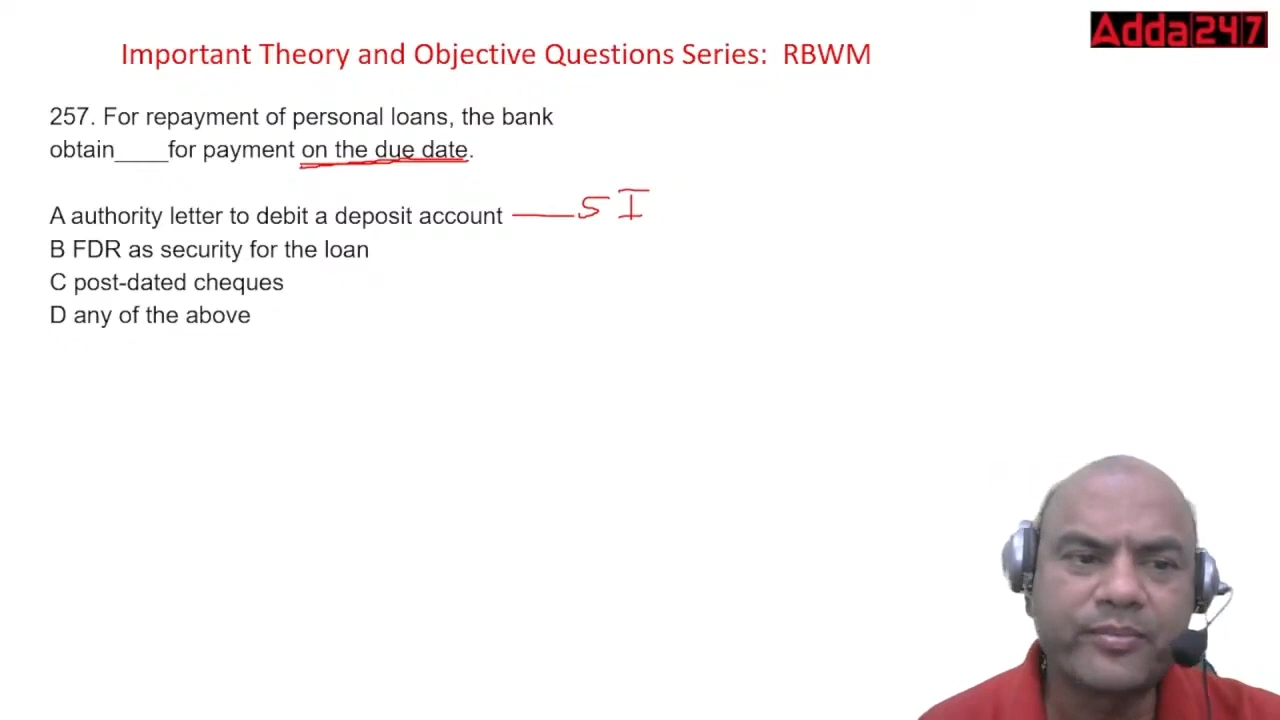 Adda247
Important Theory and Objective Questions Series: RBWM
257. For repayment of personal loans, the bank
obtain____for payment on the due date.
A authority letter to debit a deposit account SI
B FDR as security for the loan
C post-dated cheques
D any of the above